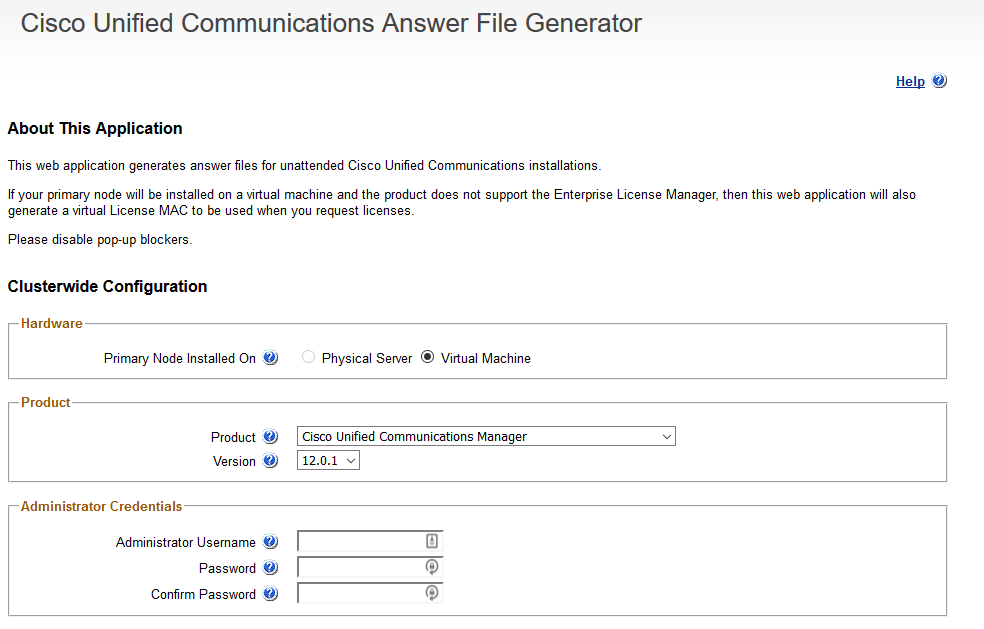 Cisco Unified Communications Answer File Generator
Help
About This Application
This web application generates answer files for unattended Cisco Unified Communications installations.
If your primary node will be installed on a virtual machine and the product does not support the Enterprise License Manager, then this web application will also
generate a virtual License MAC to be used when you request licenses.
Please disable pop-up blockers.
Clusterwide Configuration
Hardware
Primary Node Installed On Physical Server Virtual Machine
Product
Product Cisco Unified Communications Manager
Version 12.0.1
Administrator Credentials
Administrator Username
Password
Confirm Password